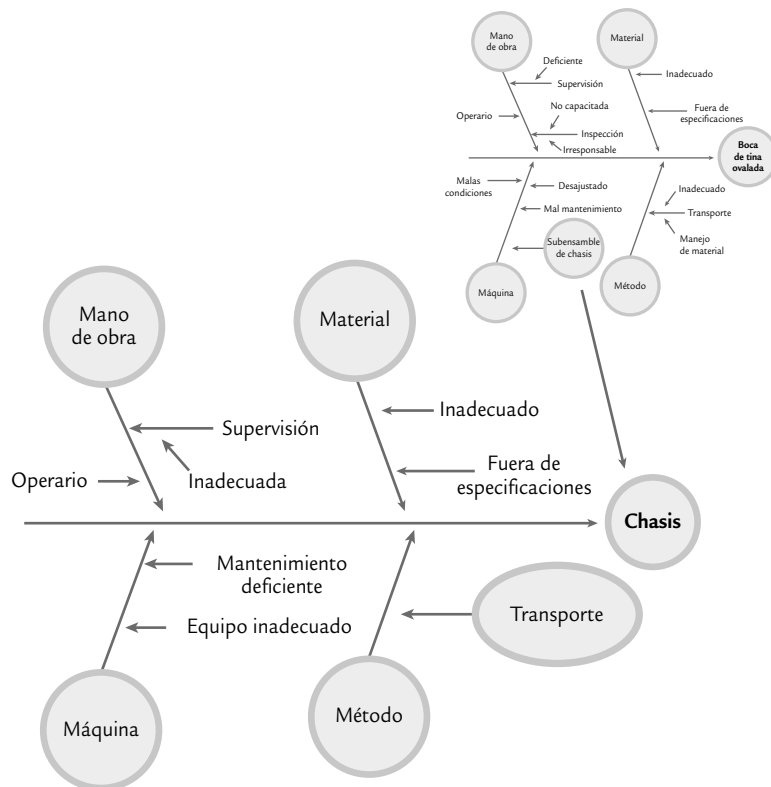 Mano
de obra
Material
Deficiente
Supervisión
Inadecuado
Operario
No capacitada
Inspección
Irresponsable
Fuera de
especificaciones
Boca
de tina
ovalada
Malas
condiciones
Desajustado
Mal mantenimiento
Inadecuado
Transporte
Manejo
de material
Subensamble
de chasis
Máquina
Método
Mano
de obra
Material
Supervisión
Inadecuada
Operario
Inadecuado
Fuera de
especificaciones
Chasis
Mantenimiento
deficiente
Equipo inadecuado
Transporte
Máquina
Método